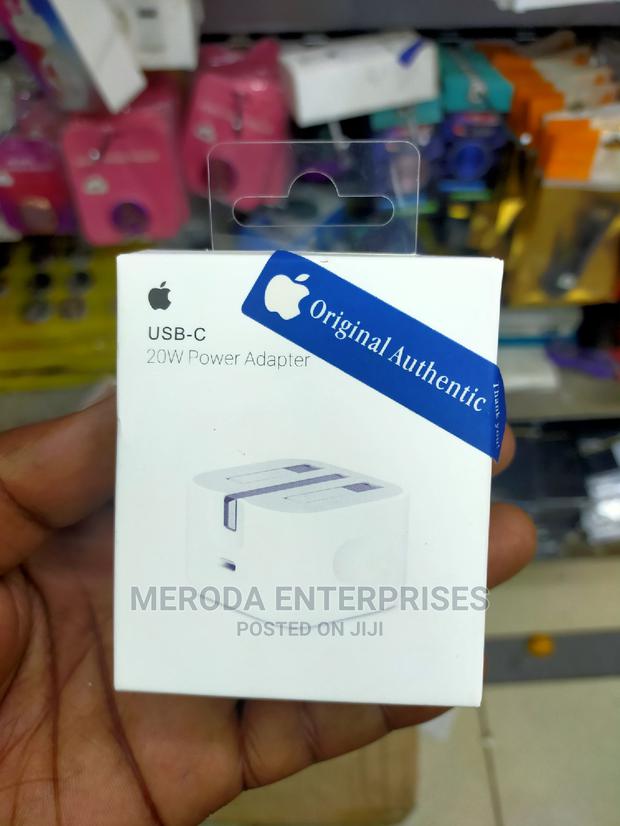 USB-C
20W Power Adapter
Original Authentic
Thank you!
MERODA ENTERPRISES
POSTED ON JIJI